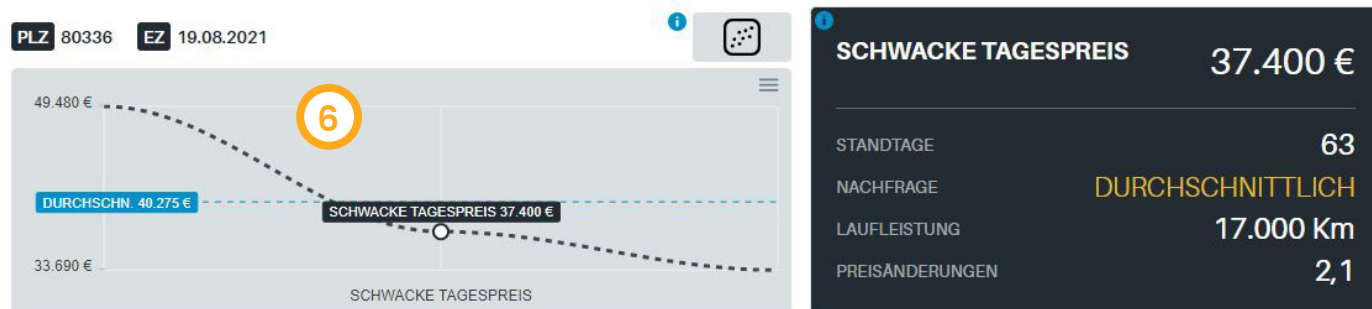 PLZ 80336 EZ 19.08.2021
i
49.480 €
6
DURCHSCHN. 40.275 €
SCHWACKE TAGESPREIS 37.400 €
33.690 €
SCHWACKE TAGESPREIS
i
SCHWACKE TAGESPREIS 37.400 €
STANDTAGE 63
NACHFRAGE DURCHSCHNITTLICH
LAUFLEISTUNG 17.000 Km
PREISÄNDERUNGEN 2,1